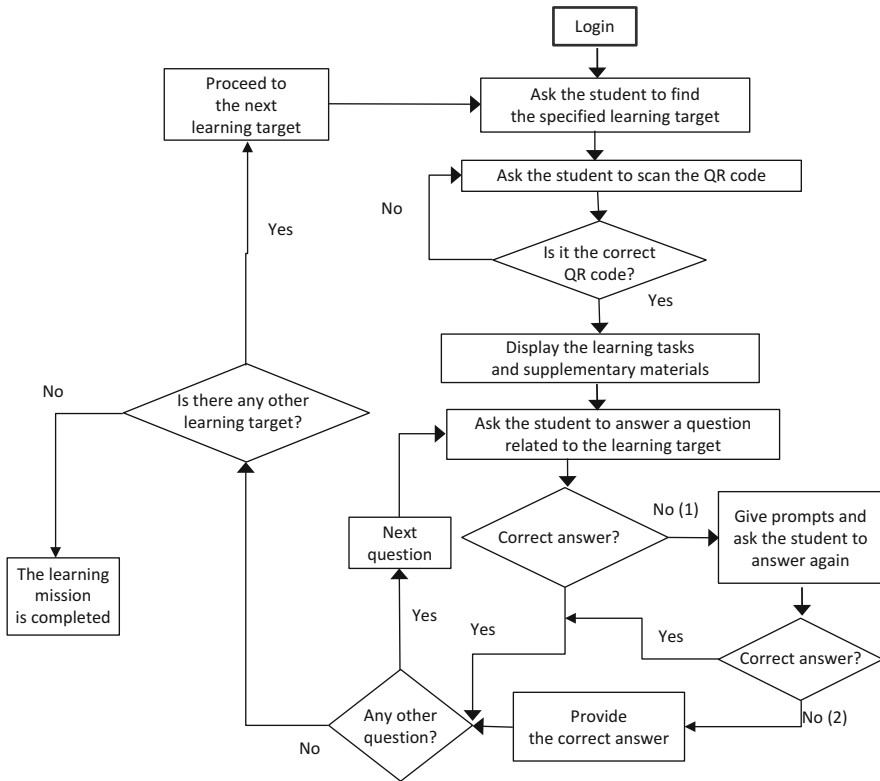 Login
Proceed to
the next
learning target
Ask the student to find
the specified learning target
Ask the student to scan the QR code
No
Yes
Is it the correct
QR code?
Yes
Display the learning tasks
and supplementary materials
No
Is there any other
learning target?
Ask the student to answer a question
related to the learning target
No (1)
Next
question
Correct answer?
Give prompts and
ask the student to
answer again
The learning
mission
is completed
Yes
Yes
Yes
Correct answer?
Any other
question?
Provide
the correct answer
No (2)
No